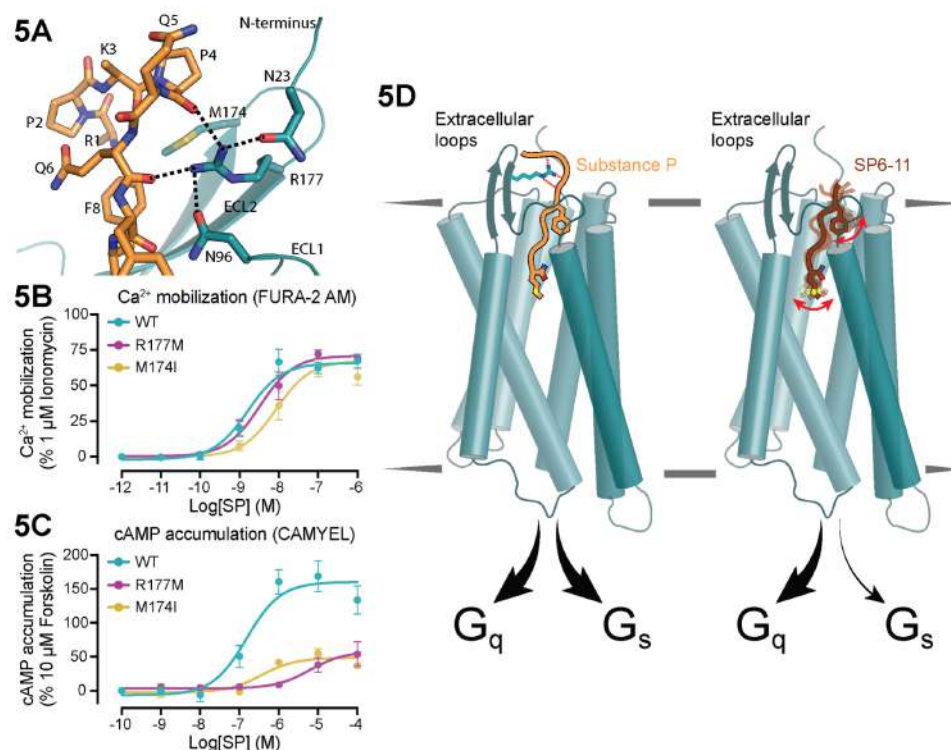 5A
Q5
N-terminus
K3
P4
N23
P2
R1
M174
Q6
R177
F8
ECL2
N96
ECL1
5B
Ca²⁺ mobilization (FURA-2 AM)
Ca²⁺ mobilization
(% 1 µM Ionomycin)
100
75
50
25
0
WT
R177M
M174I
-12 -11 -10 -9 -8 -7 -6
Log[SP] (M)
5C
cAMP accumulation (CAMYEL)
cAMP accumulation
(% 10 µM Forskolin)
200
150
100
50
0
WT
R177M
M174I
-10 -9 -8 -7 -6 -5 -4
Log[SP] (M)
5D
Extracellular
loops
Substance P
Gq
Gs
Extracellular
loops
SP6-11
Gq
Gs